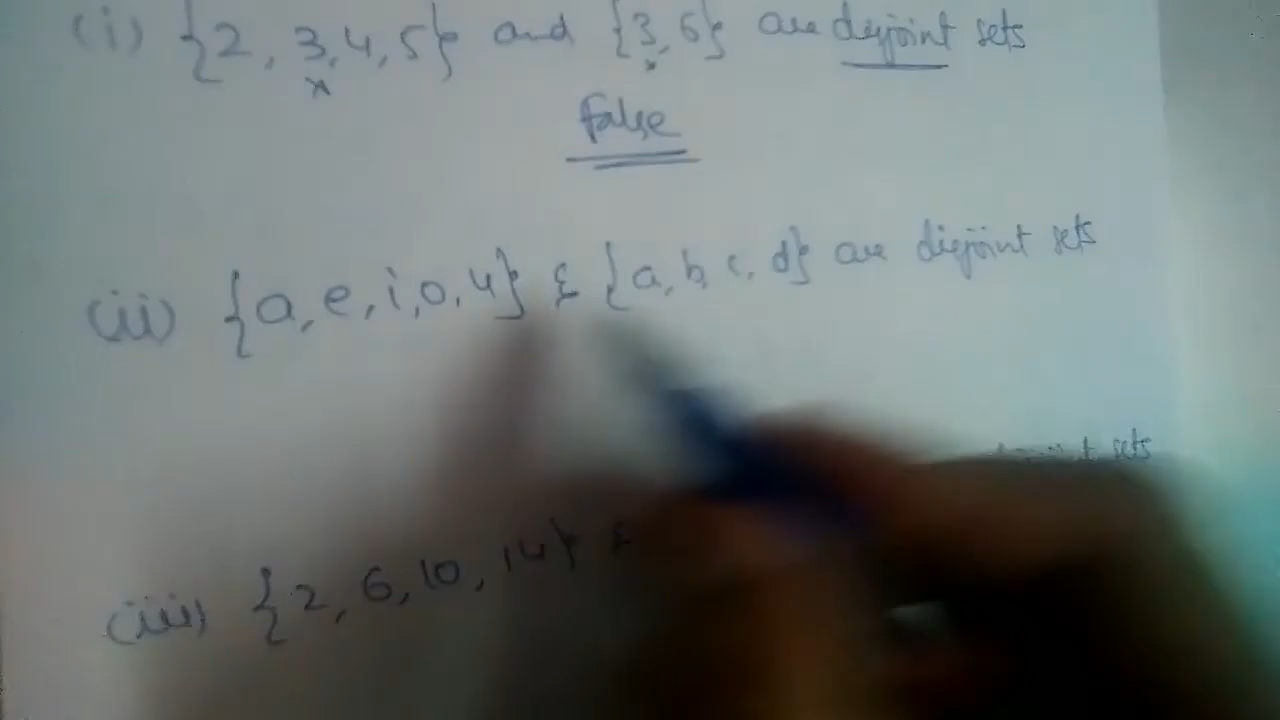 (i) {2, 3, 4, 5} and {3, 6} are disjoint sets
x
False
(ii) {a, e, i, o, u} & {a, b, c, d} are disjoint sets
sets
(iii) {2, 6, 10, 14} &